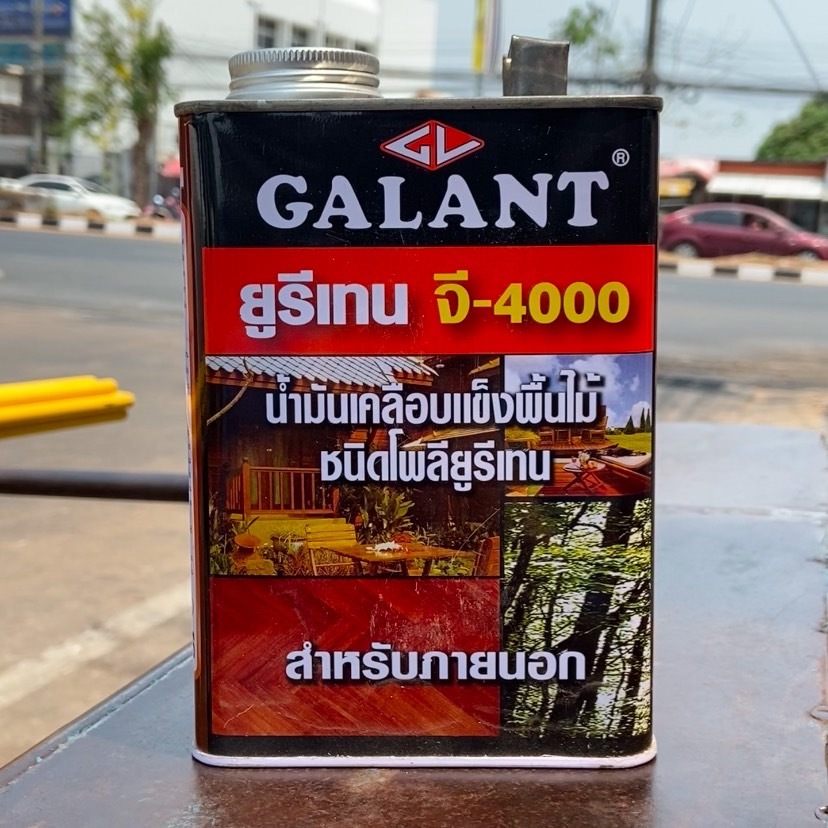 GL
GALANT®
ยูรีเทน จี-4000
น้ำมันเคลือบแข็งพื้นไม้
ชนิดโพลียูรีเทน
สำหรับภายนอก